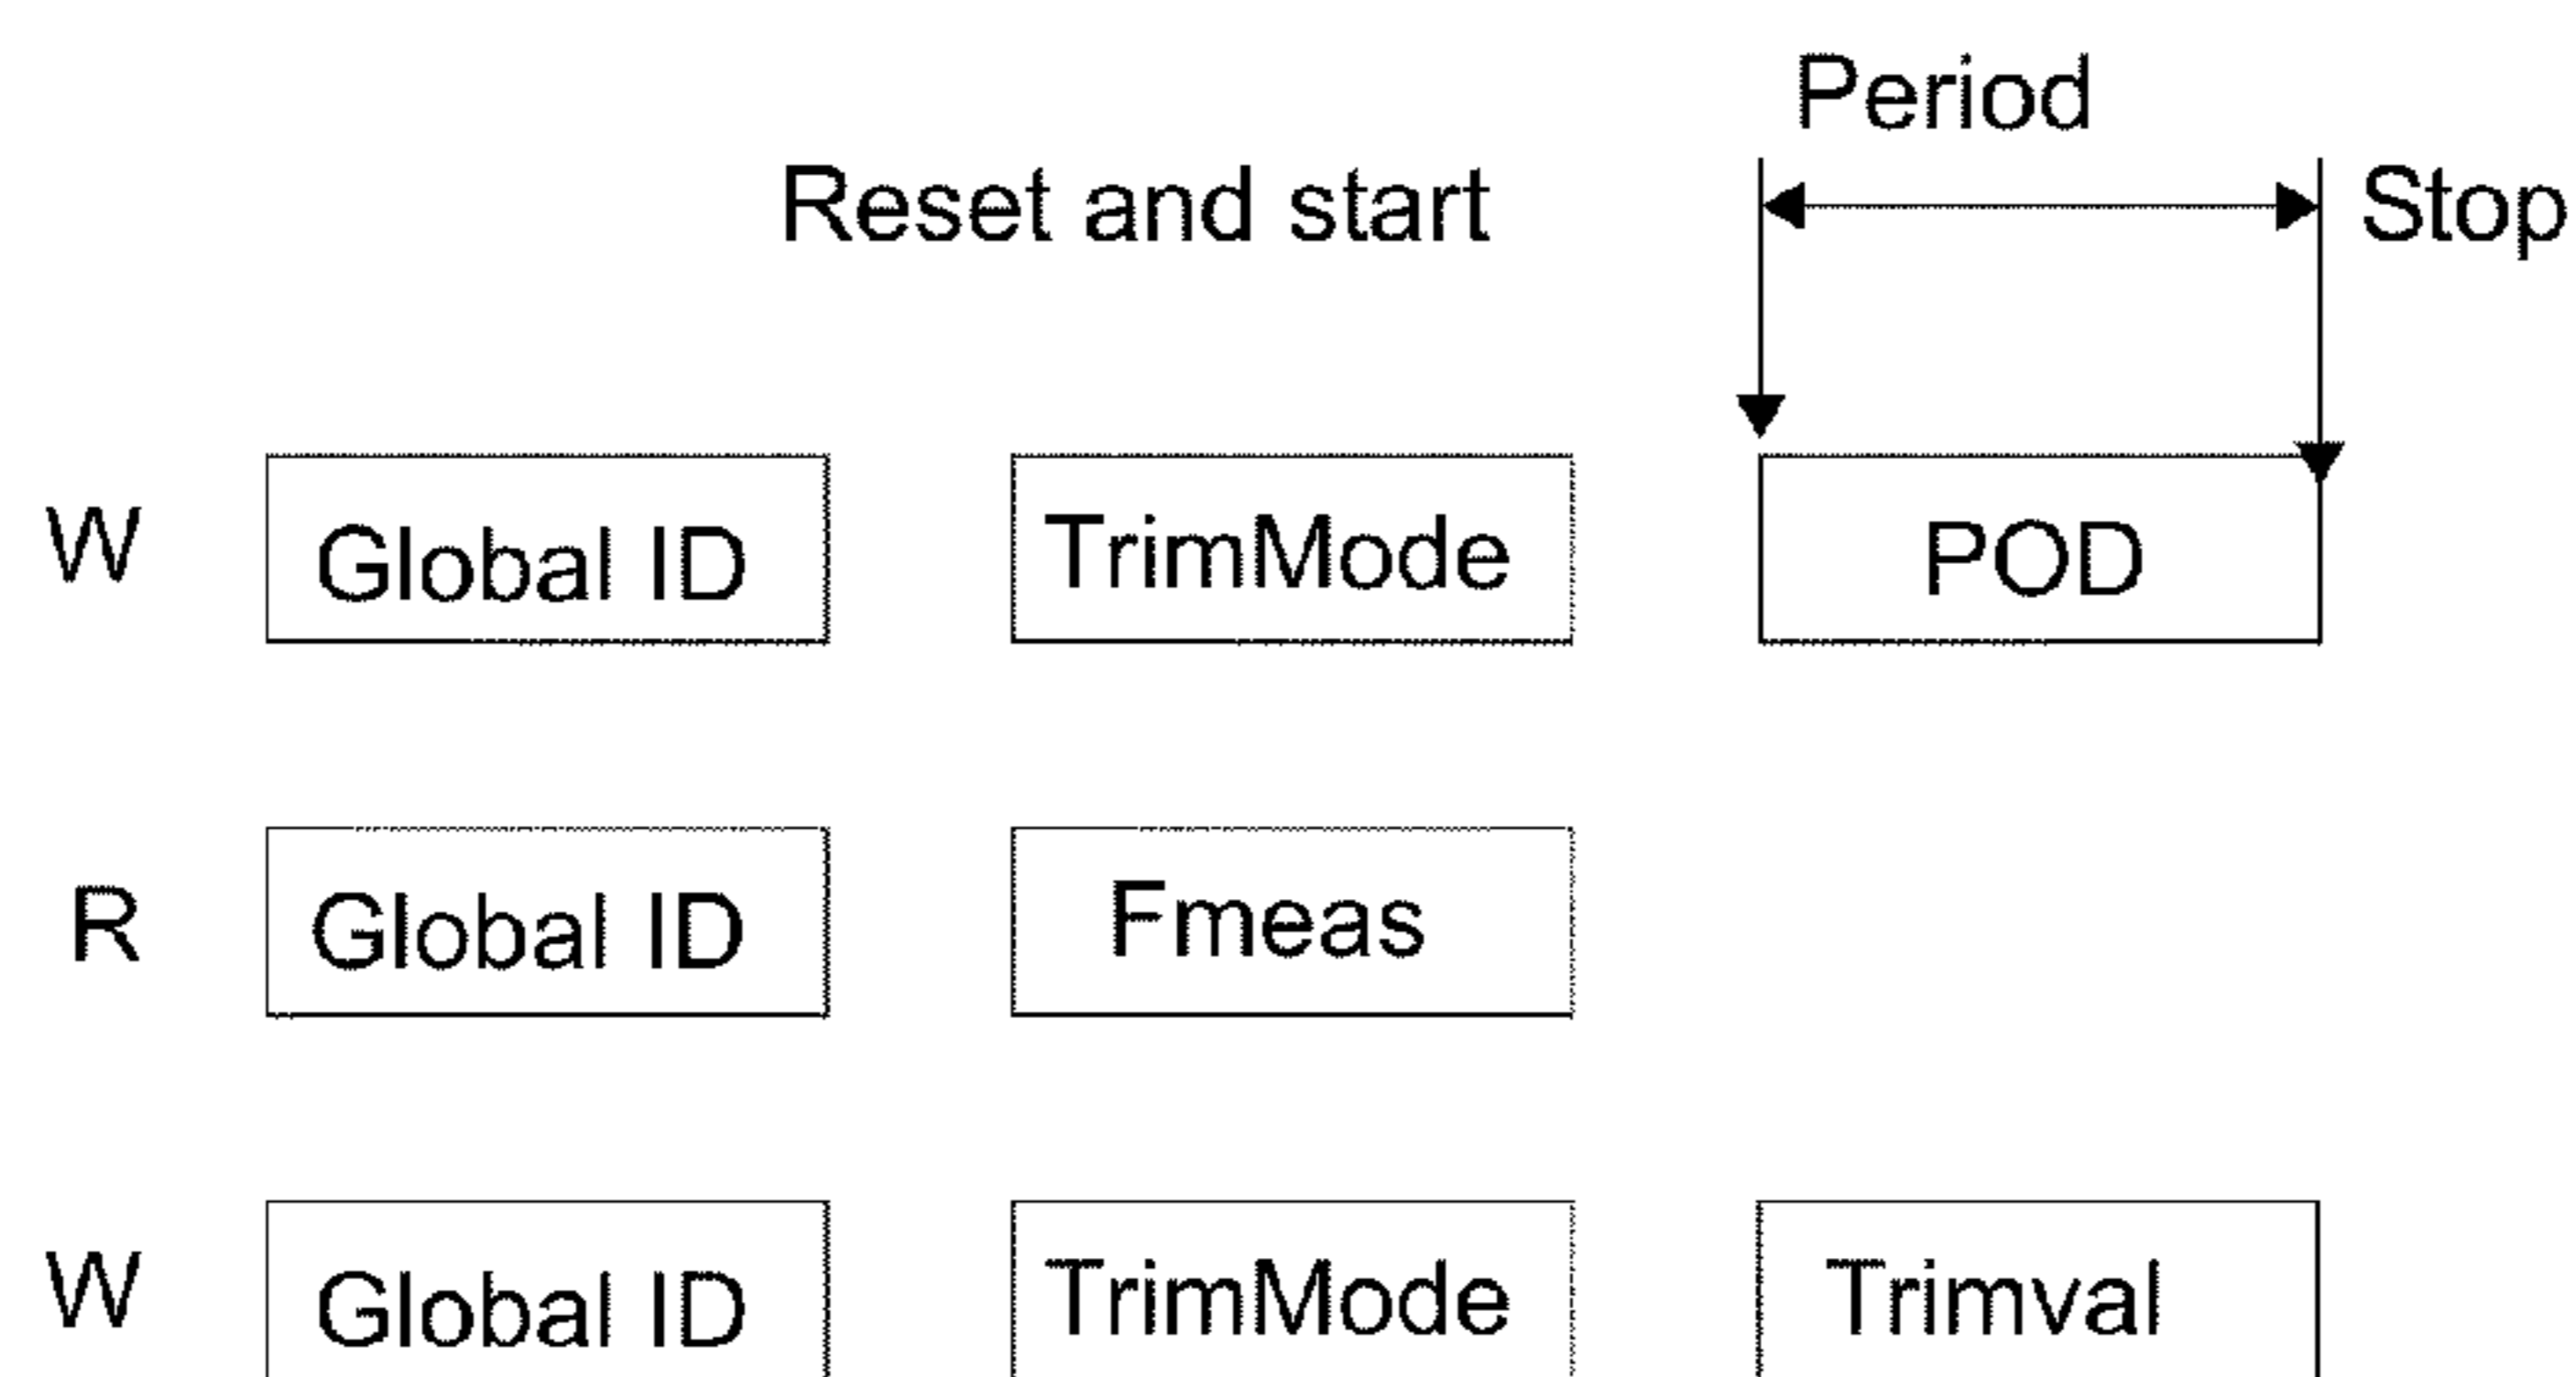 Period
Reset and start Stop
W Global ID TrimMode POD
R Global ID Fmeas
W Global ID TrimMode Trimval